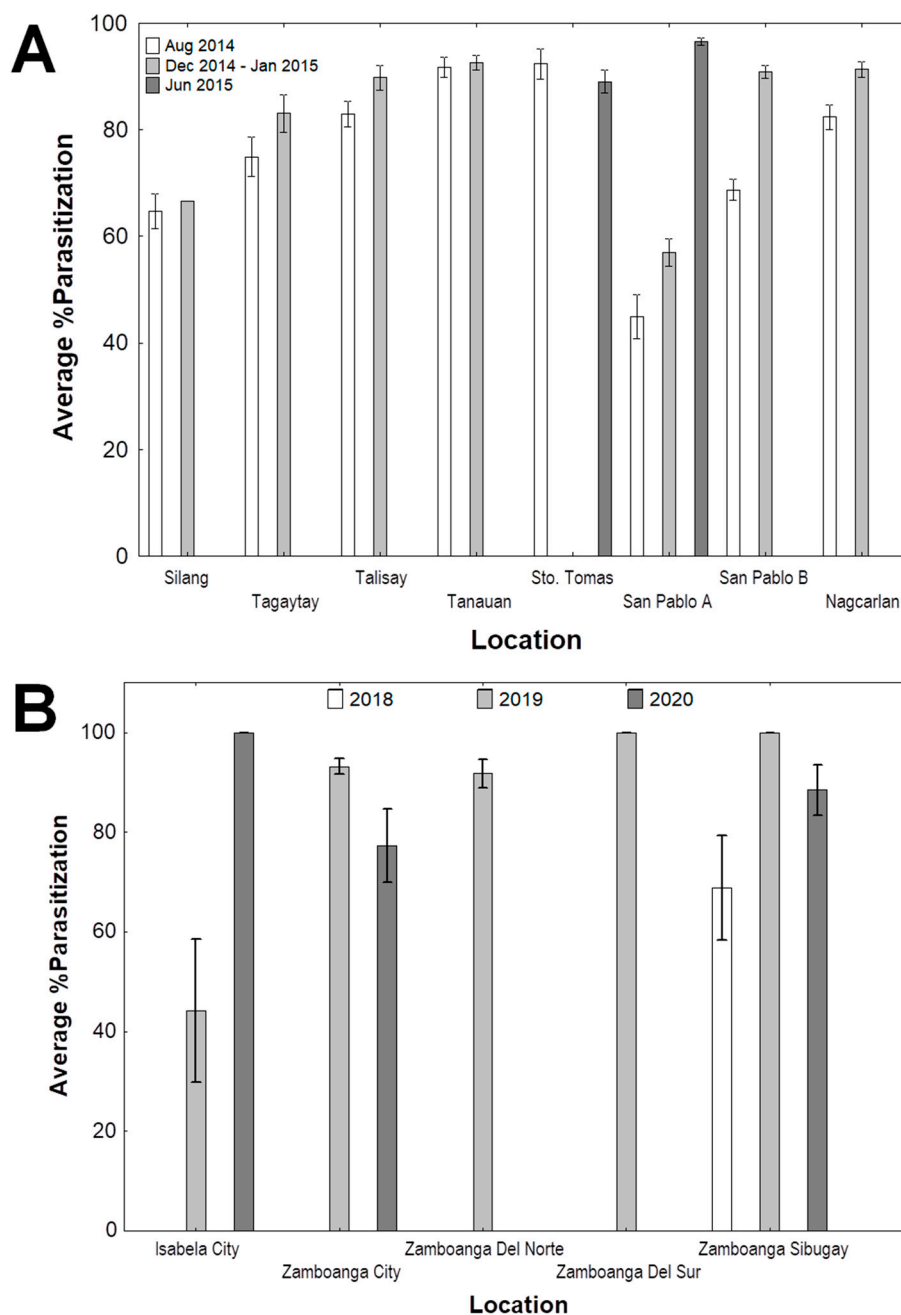 A
Average %Parasitization
100
80
60
40
20
0
Aug 2014
Dec 2014 - Jan 2015
Jun 2015
Silang
Tagaytay
Talisay
Tanauan
Sto. Tomas
San Pablo A
San Pablo B
Nagcarlan
Location
B
Average %Parasitization
100
80
60
40
20
0
2018
2019
2020
Isabela City
Zamboanga City
Zamboanga Del Norte
Zamboanga Del Sur
Zamboanga Sibugay
Location